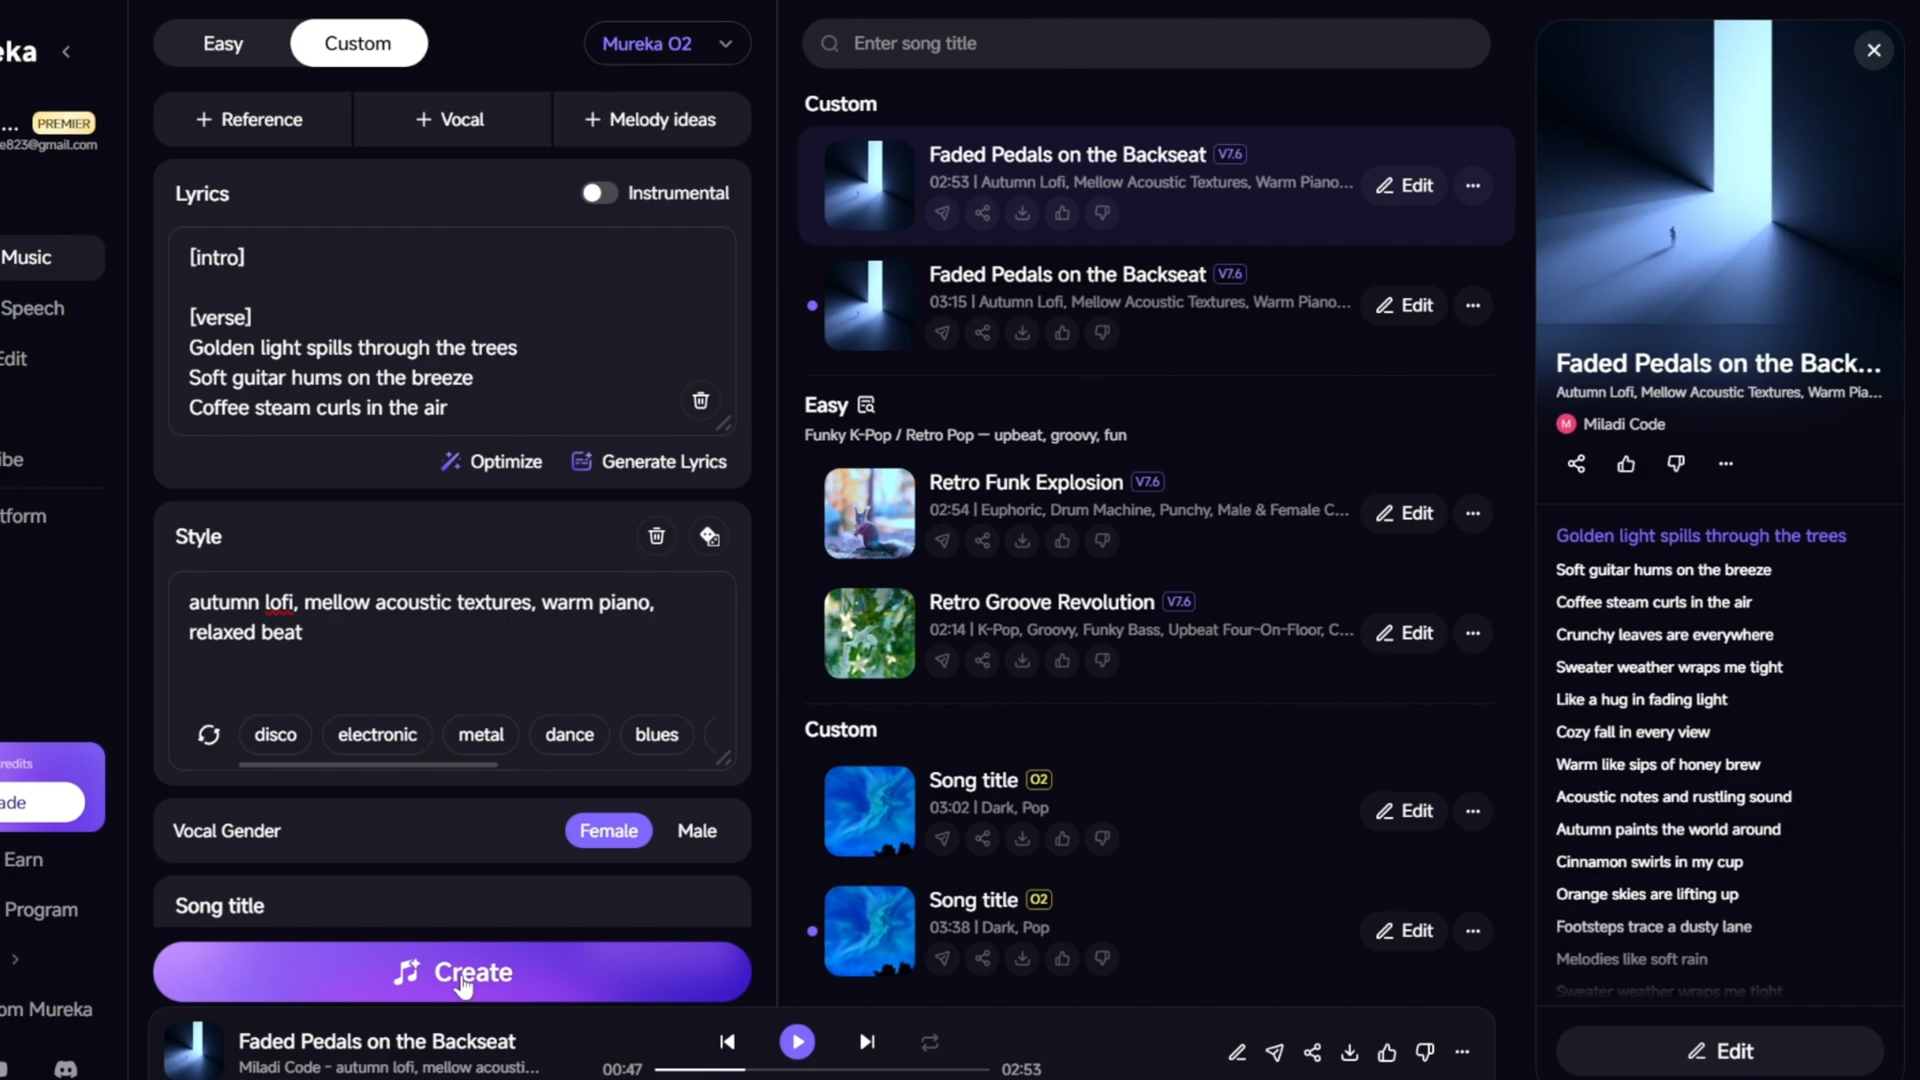 eka
... PREMIER
e823@gmail.com
Music
Speech
Edit
ibe
tform
redits
ade
Earn
Program
om Mureka
Easy
Custom
Mureka O2
Reference
Vocal
Melody ideas
Lyrics
Instrumental
[intro]
[verse]
Golden light spills through the trees
Soft guitar hums on the breeze
Coffee steam curls in the air
Optimize
Generate Lyrics
Style
autumn lofi, mellow acoustic textures, warm piano,
relaxed beat
disco
electronic
metal
dance
blues
Vocal Gender
Female
Male
Song title
Create
Enter song title
Custom
Faded Pedals on the Backseat V7.6
02:53 | Autumn Lofi, Mellow Acoustic Textures, Warm Piano...
Edit
Faded Pedals on the Backseat V7.6
03:15 | Autumn Lofi, Mellow Acoustic Textures, Warm Piano...
Edit
Easy
Funky K-Pop / Retro Pop — upbeat, groovy, fun
Retro Funk Explosion V7.6
02:54 | Euphoric, Drum Machine, Punchy, Male & Female C...
Edit
Retro Groove Revolution V7.6
02:14 | K-Pop, Groovy, Funky Bass, Upbeat Four-On-Floor, C...
Edit
Custom
Song title O2
03:02 | Dark, Pop
Edit
Song title O2
03:38 | Dark, Pop
Edit
Faded Pedals on the Back...
Autumn Lofi, Mellow Acoustic Textures, Warm Pia...
M Miladi Code
Golden light spills through the trees
Soft guitar hums on the breeze
Coffee steam curls in the air
Crunchy leaves are everywhere
Sweater weather wraps me tight
Like a hug in fading light
Cozy fall in every view
Warm like sips of honey brew
Acoustic notes and rustling sound
Autumn paints the world around
Cinnamon swirls in my cup
Orange skies are lifting up
Footsteps trace a dusty lane
Melodies like soft rain
Sweater weather wraps me tight
Edit
Faded Pedals on the Backseat
Miladi Code - autumn lofi, mellow acousti...
00:47
02:53